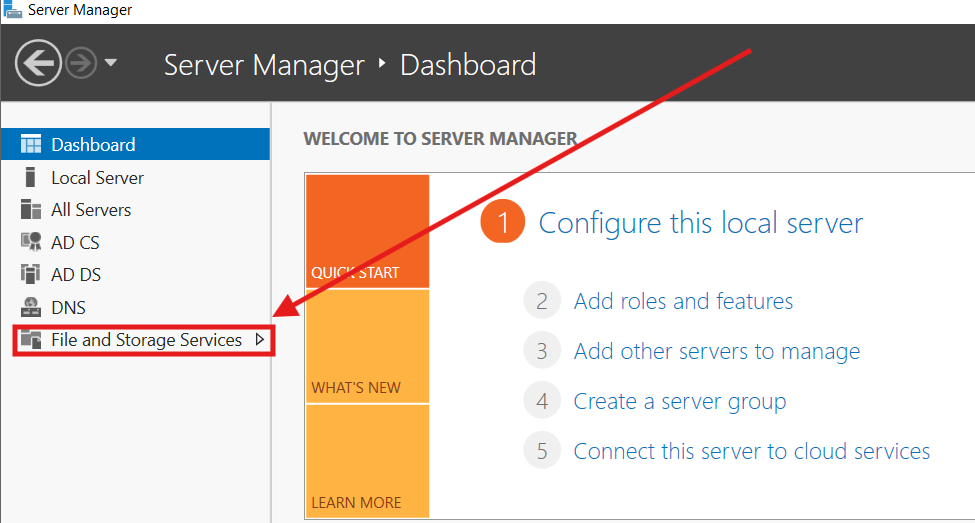 Server Manager
Server Manager ‣ Dashboard
Dashboard
Local Server
All Servers
AD CS
AD DS
DNS
File and Storage Services
WELCOME TO SERVER MANAGER
QUICK START
WHAT'S NEW
LEARN MORE
1 Configure this local server
2 Add roles and features
3 Add other servers to manage
4 Create a server group
5 Connect this server to cloud services